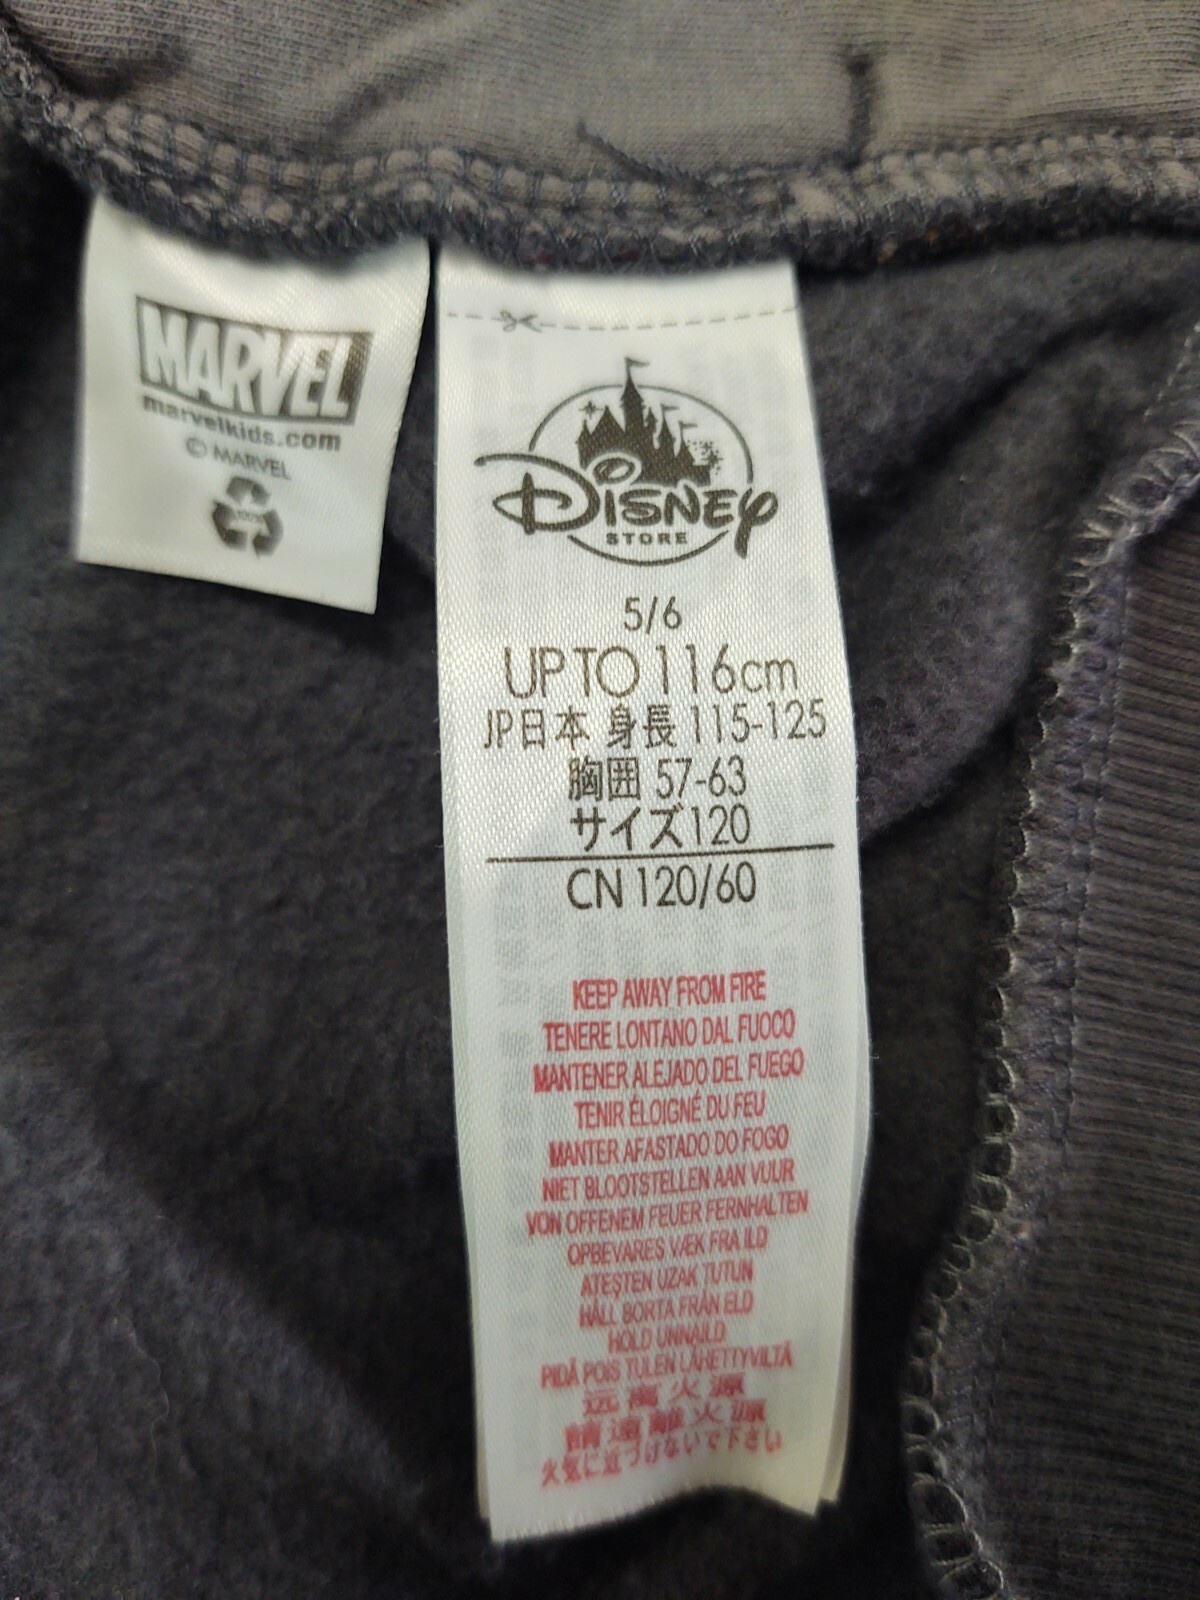 MARVEL
marvelkids.com
© MARVEL
DISNEY
STORE
5/6
UP TO 116cm
JP日本 身長 115-125
胸囲 57-63
サイズ120
CN 120/60
KEEP AWAY FROM FIRE
TENERE LONTANO DAL FUOCO
MANTENER ALEJADO DEL FUEGO
TENIR ÉLOIGNÉ DU FEU
MANTER AFASTADO DO FOGO
NIET BLOOTSTELLEN AAN VUUR
VON OFFENEM FEUER FERNHALTEN
OPBEVARES VÆK FRA ILD
ATEŞTEN UZAK TUTUN
HÅLL BORTA FRÅN ELD
HOLD UNNAILD
PIDÄ POIS TULEN LÄHETTYVILTÄ
远离火源
請遠離火源
火気に近づけないで下さい